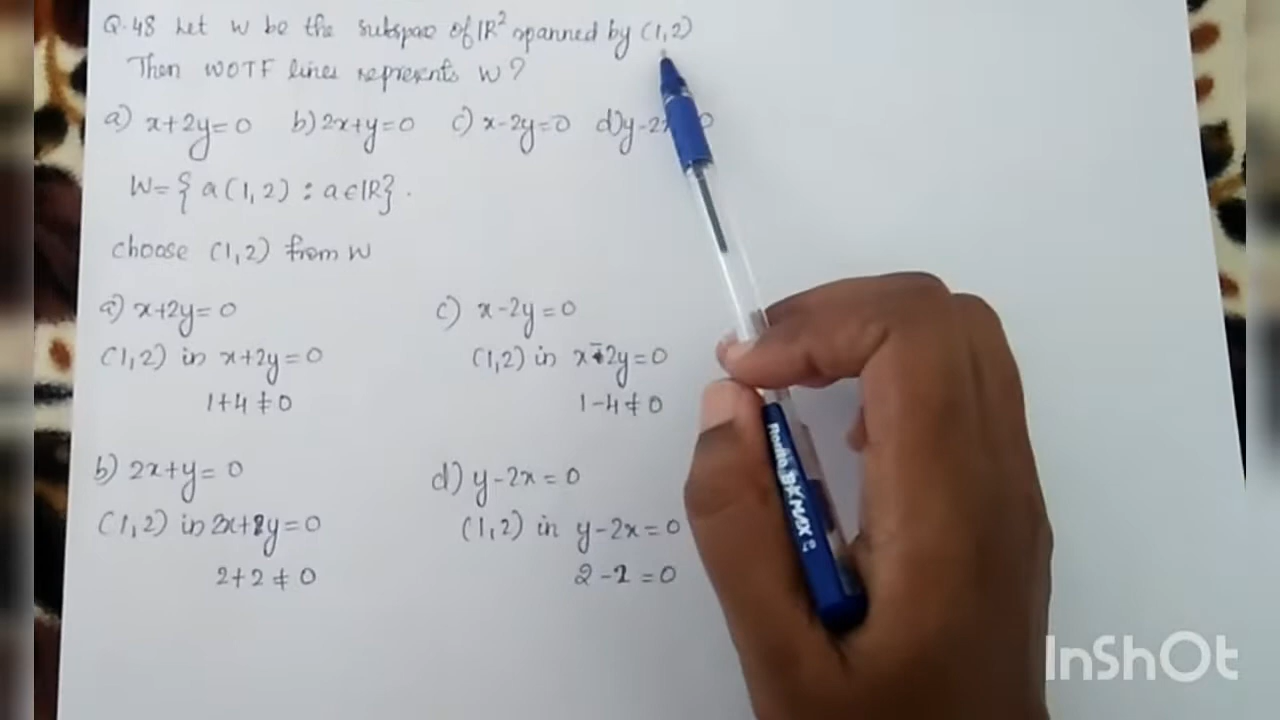 Q.48 Let W be the subspace of IR² spanned by (1,2)
Then WOTF lines represents W?
a) x+2y=0 b) 2x+y=0 c) x-2y=0 d) y-2x=0
W={a(1,2) : a∈IR}.
choose (1,2) from W
a) x+2y=0
(1,2) in x+2y=0
1+4≠0
b) 2x+y=0
(1,2) in 2x+y=0
2+2≠0
c) x-2y=0
(1,2) in x-2y=0
1-4≠0
d) y-2x=0
(1,2) in y-2x=0
2-2=0
Rorito
MAX
InShOt